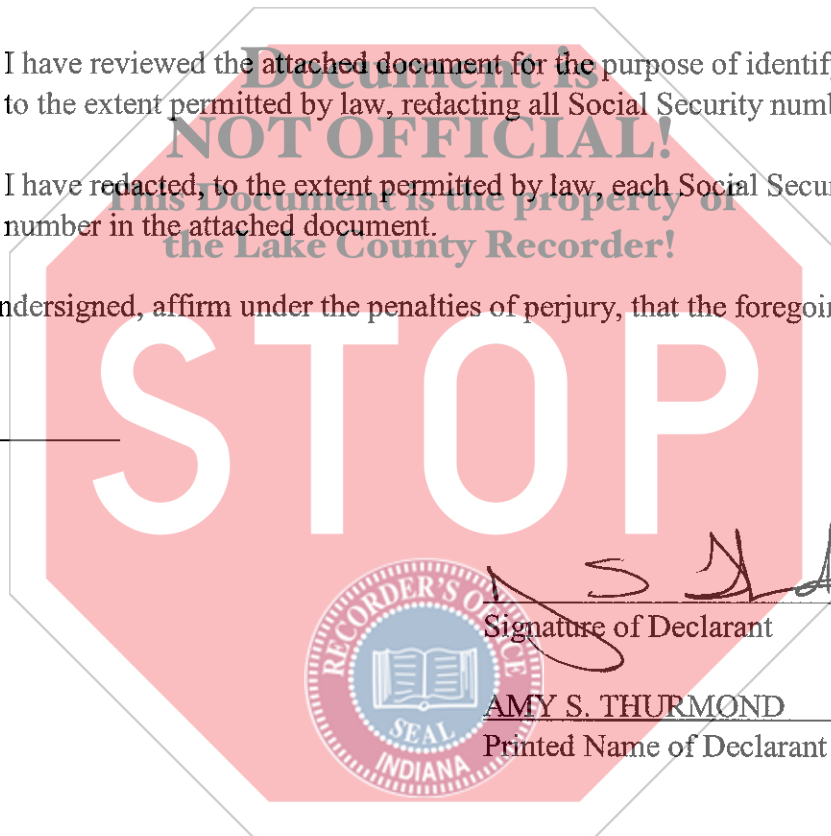 Document is
I have reviewed the attached document for the purpose of identif
to the extent permitted by law, redacting all Social Security numb
NOT OFFICIAL!
I have redacted, to the extent permitted by law, each Social Secur
This Document is the property of
number in the attached document.
the Lake County Recorder!
ndersigned, affirm under the penalties of perjury, that the foregoin
STOP
RECORDER'S OFFICE
SEAL
INDIANA
Signature of Declarant
AMY S. THURMOND
Printed Name of Declarant